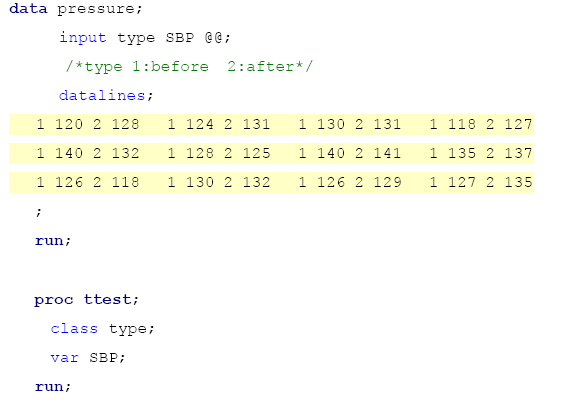 data pressure;
input type SBP @@;
/*type 1:before 2:after*/
datalines;
1 120 2 128 1 124 2 131 1 130 2 131 1 118 2 127
1 140 2 132 1 128 2 125 1 140 2 141 1 135 2 137
1 126 2 118 1 130 2 132 1 126 2 129 1 127 2 135
;
run;
proc ttest;
class type;
var SBP;
run;